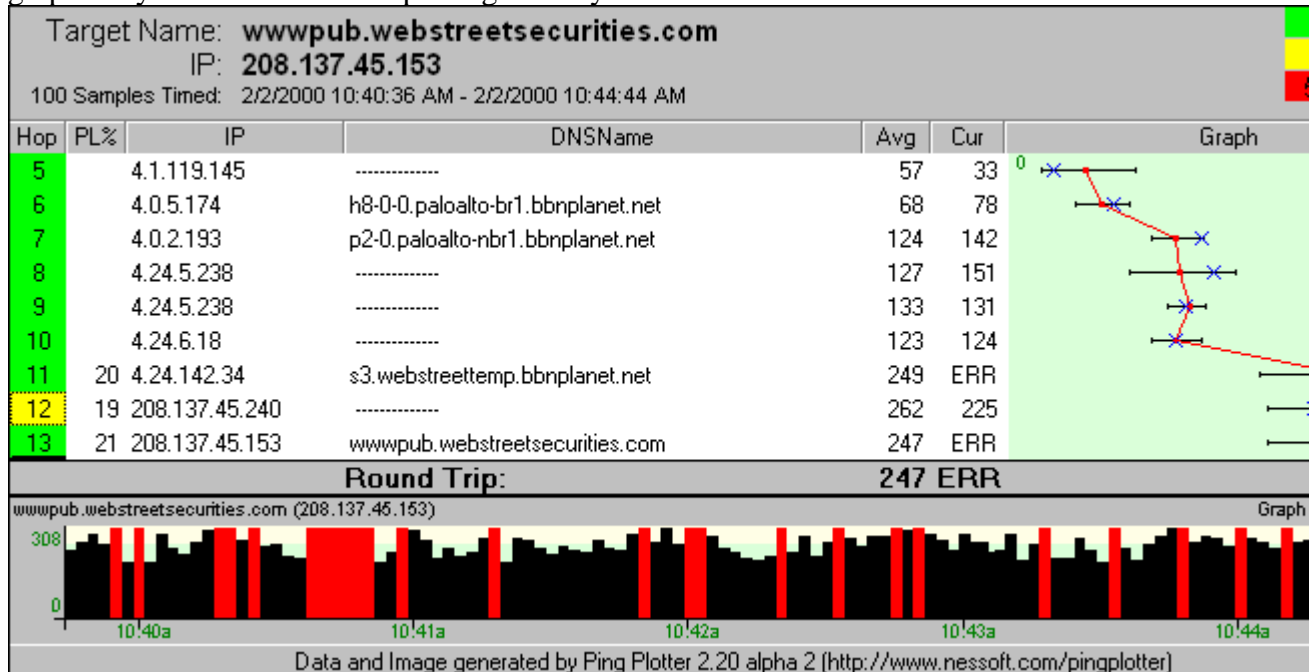 Target Name: wwwpub.webstreetsecurities.com
IP: 208.137.45.153
100 Samples Timed: 2/2/2000 10:40:36 AM - 2/2/2000 10:44:44 AM
Hop PL% IP DNSName Avg Cur Graph
5 4.1.119.145 -------------- 57 33 0
6 4.0.5.174 h8-0-0.paloalto-br1.bbnplanet.net 68 78
7 4.0.2.193 p2-0.paloalto-nbr1.bbnplanet.net 124 142
8 4.24.5.238 -------------- 127 151
9 4.24.5.238 -------------- 133 131
10 4.24.6.18 -------------- 123 124
11 20 4.24.142.34 s3.webstreettemp.bbnplanet.net 249 ERR
12 19 208.137.45.240 -------------- 262 225
13 21 208.137.45.153 wwwpub.webstreetsecurities.com 247 ERR
Round Trip: 247 ERR
wwwpub.webstreetsecurities.com (208.137.45.153) Graph
308
0
10:40a 10:41a 10:42a 10:43a 10:44a
Data and Image generated by Ping Plotter 2.20 alpha 2 (http://www.nessoft.com/pingplotter)